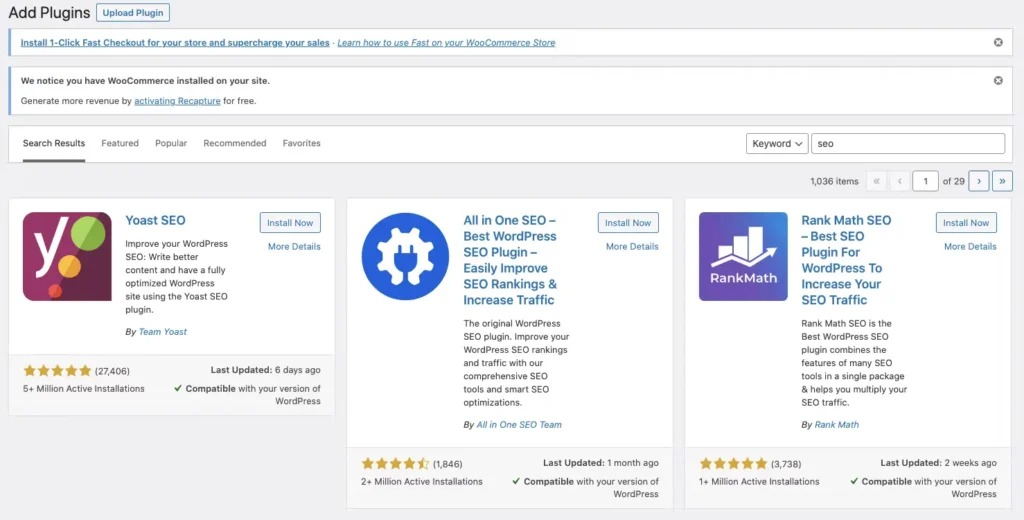 Add Plugins Upload Plugin
Install 1-Click Fast Checkout for your store and supercharge your sales · Learn how to use Fast on your WooCommerce Store
We notice you have WooCommerce installed on your site.
Generate more revenue by activating Recapture for free.
Search Results Featured Popular Recommended Favorites Keyword seo
1,036 items « ‹ 1 of 29 › »
y
Yoast SEO
Install Now
More Details
Improve your WordPress
SEO: Write better
content and have a fully
optimized WordPress
site using the Yoast SEO
plugin.
By Team Yoast
(27,406)
5+ Million Active Installations
Last Updated: 6 days ago
Compatible with your version of
WordPress
All in One SEO –
Best WordPress
SEO Plugin –
Easily Improve
SEO Rankings &
Increase Traffic
Install Now
More Details
The original WordPress
SEO plugin. Improve your
WordPress SEO rankings
and traffic with our
comprehensive SEO
tools and smart SEO
optimizations.
By All in One SEO Team
(1,846)
2+ Million Active Installations
Last Updated: 1 month ago
Compatible with your version of
WordPress
RankMath
Rank Math SEO
– Best SEO
Plugin For
WordPress To
Increase Your
SEO Traffic
Install Now
More Details
Rank Math SEO is the
Best WordPress SEO
plugin combines the
features of many SEO
tools in a single package
& helps you multiply your
SEO traffic.
By Rank Math
(3,738)
1+ Million Active Installations
Last Updated: 2 weeks ago
Compatible with your version of
WordPress